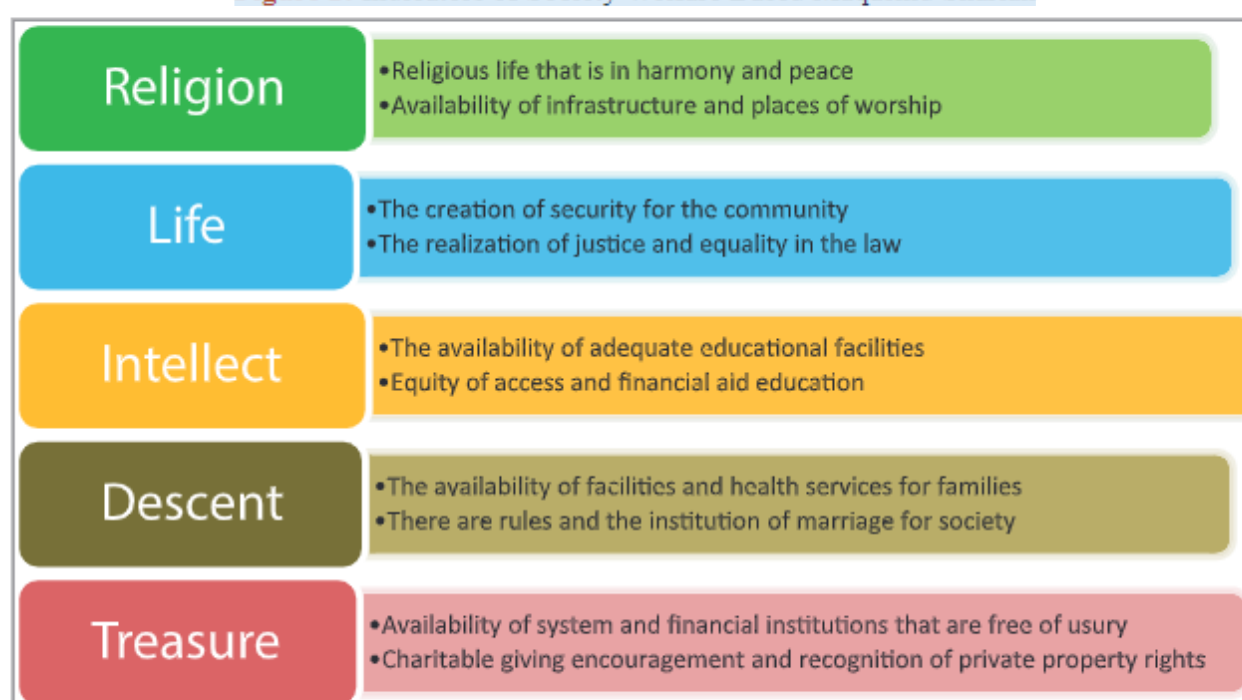 Religion
•Religious life that is in harmony and peace
•Availability of infrastructure and places of worship
Life
•The creation of security for the community
•The realization of justice and equality in the law
Intellect
•The availability of adequate educational facilities
•Equity of access and financial aid education
Descent
•The availability of facilities and health services for families
•There are rules and the institution of marriage for society
Treasure
•Availability of system and financial institutions that are free of usury
•Charitable giving encouragement and recognition of private property rights